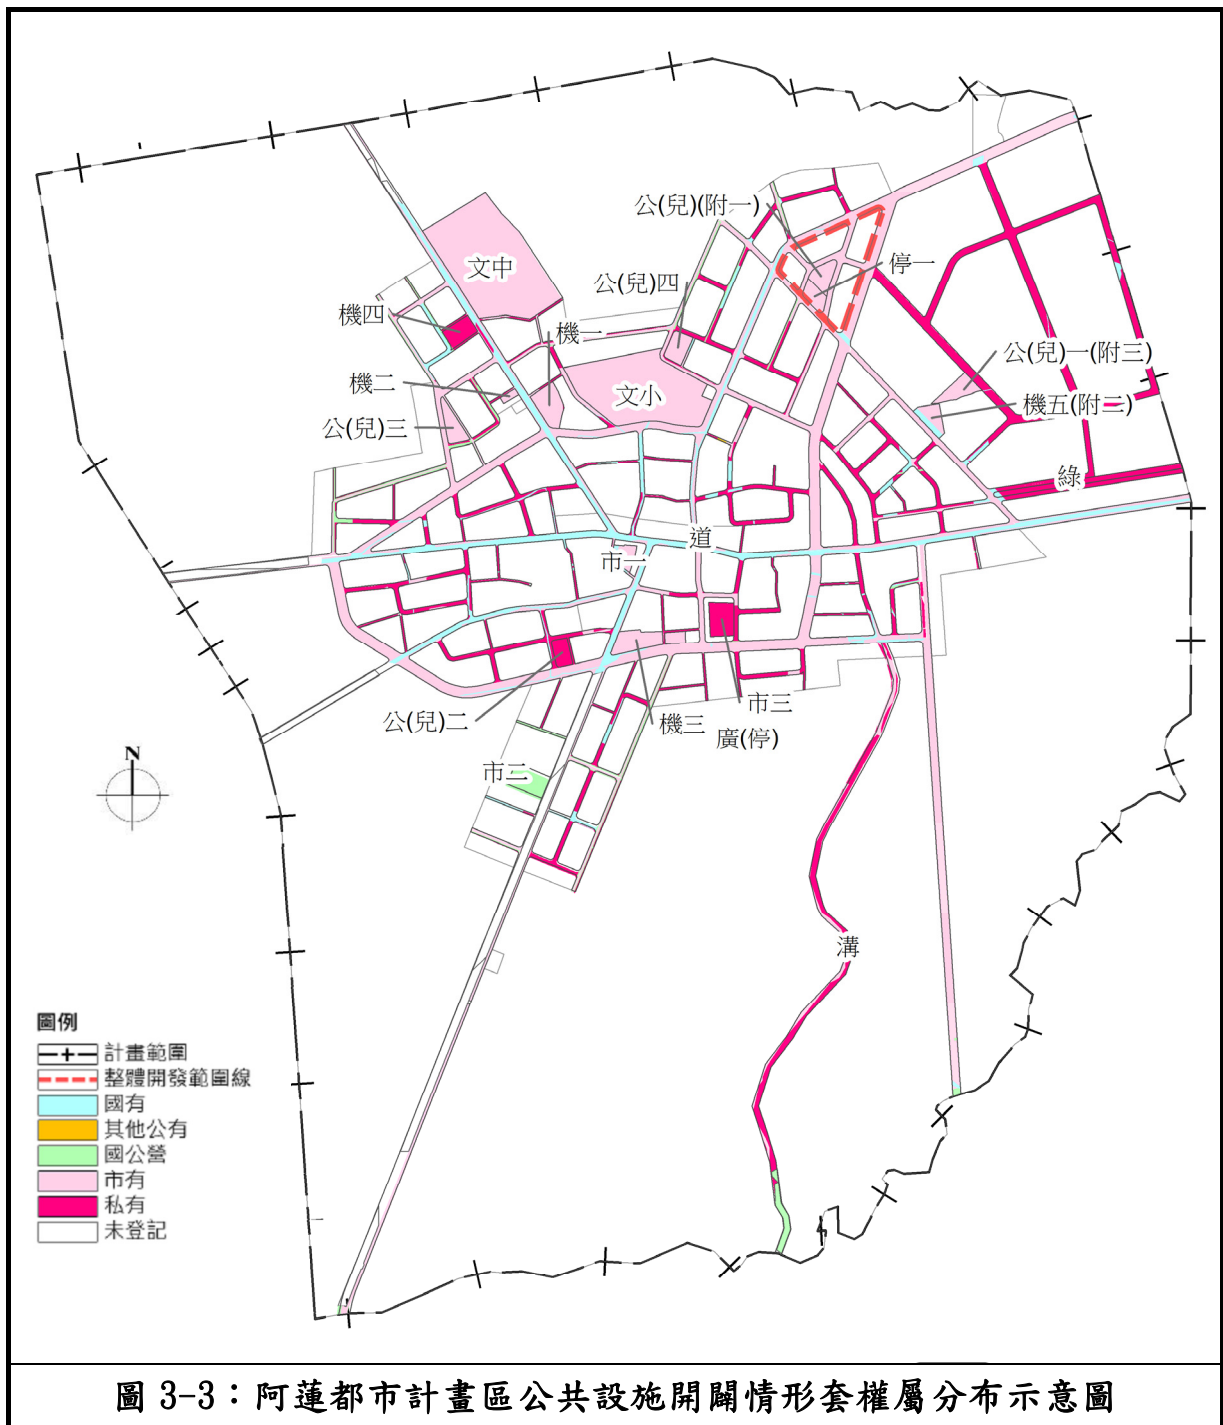 公(兒)(附一)
文中
停一
公(兒)四
機四
機一
公(兒)一(附三)
機二
文小
機五(附二)
公(兒)三
綠
道
市一
市三
公(兒)二
機三
廣(停)
市二
N
溝
圖例
計畫範圍
整體開發範圍線
國有
其他公有
國公營
市有
私有
未登記
圖 3-3：阿蓮都市計畫區公共設施開闢情形套權屬分布示意圖